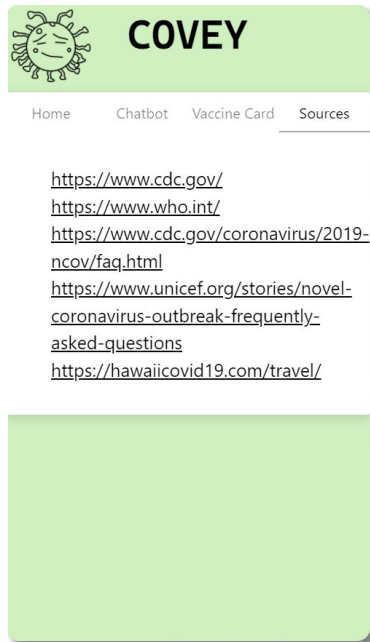 COVEY
Home Chatbot Vaccine Card Sources
https://www.cdc.gov/
https://www.who.int/
https://www.cdc.gov/coronavirus/2019-
ncov/faq.html
https://www.unicef.org/stories/novel-
coronavirus-outbreak-frequently-
asked-questions
https://hawaiicovid19.com/travel/